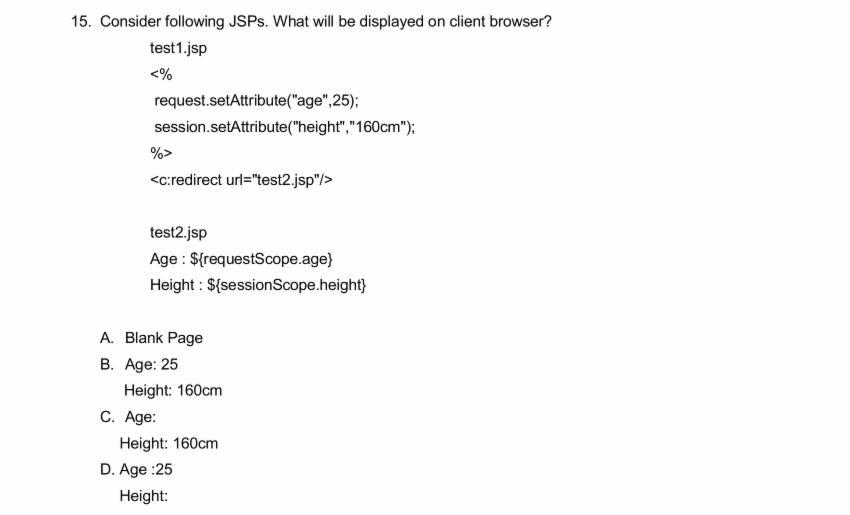 15. Consider following JSPs. What will be displayed on client browser?
test1.jsp
<%
request.setAttribute("age",25);
session.setAttribute("height","160cm");
%>
<c:redirect url="test2.jsp"/>
test2.jsp
Age : ${requestScope.age}
Height : ${sessionScope.height}
A. Blank Page
B. Age: 25
Height: 160cm
C. Age:
Height: 160cm
D. Age :25
Height: